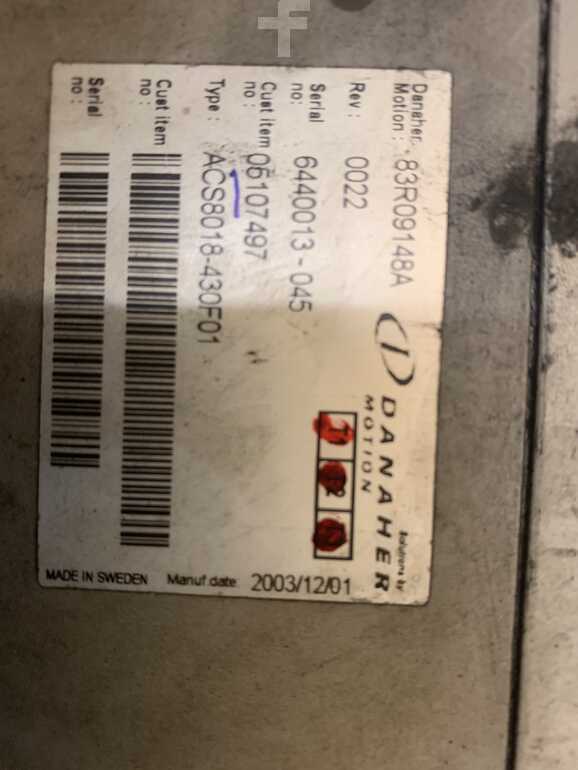 Danaher
Motion : 83R09148A
Rev : 0022
Serial
no: 6440013-045
Cust item
no : 05107497
Type : ACS8018-430F01
Cust item
no :
Serial
no :
DANAHER
MOTION
T1
MADE IN SWEDEN Manuf date 2003/12/01